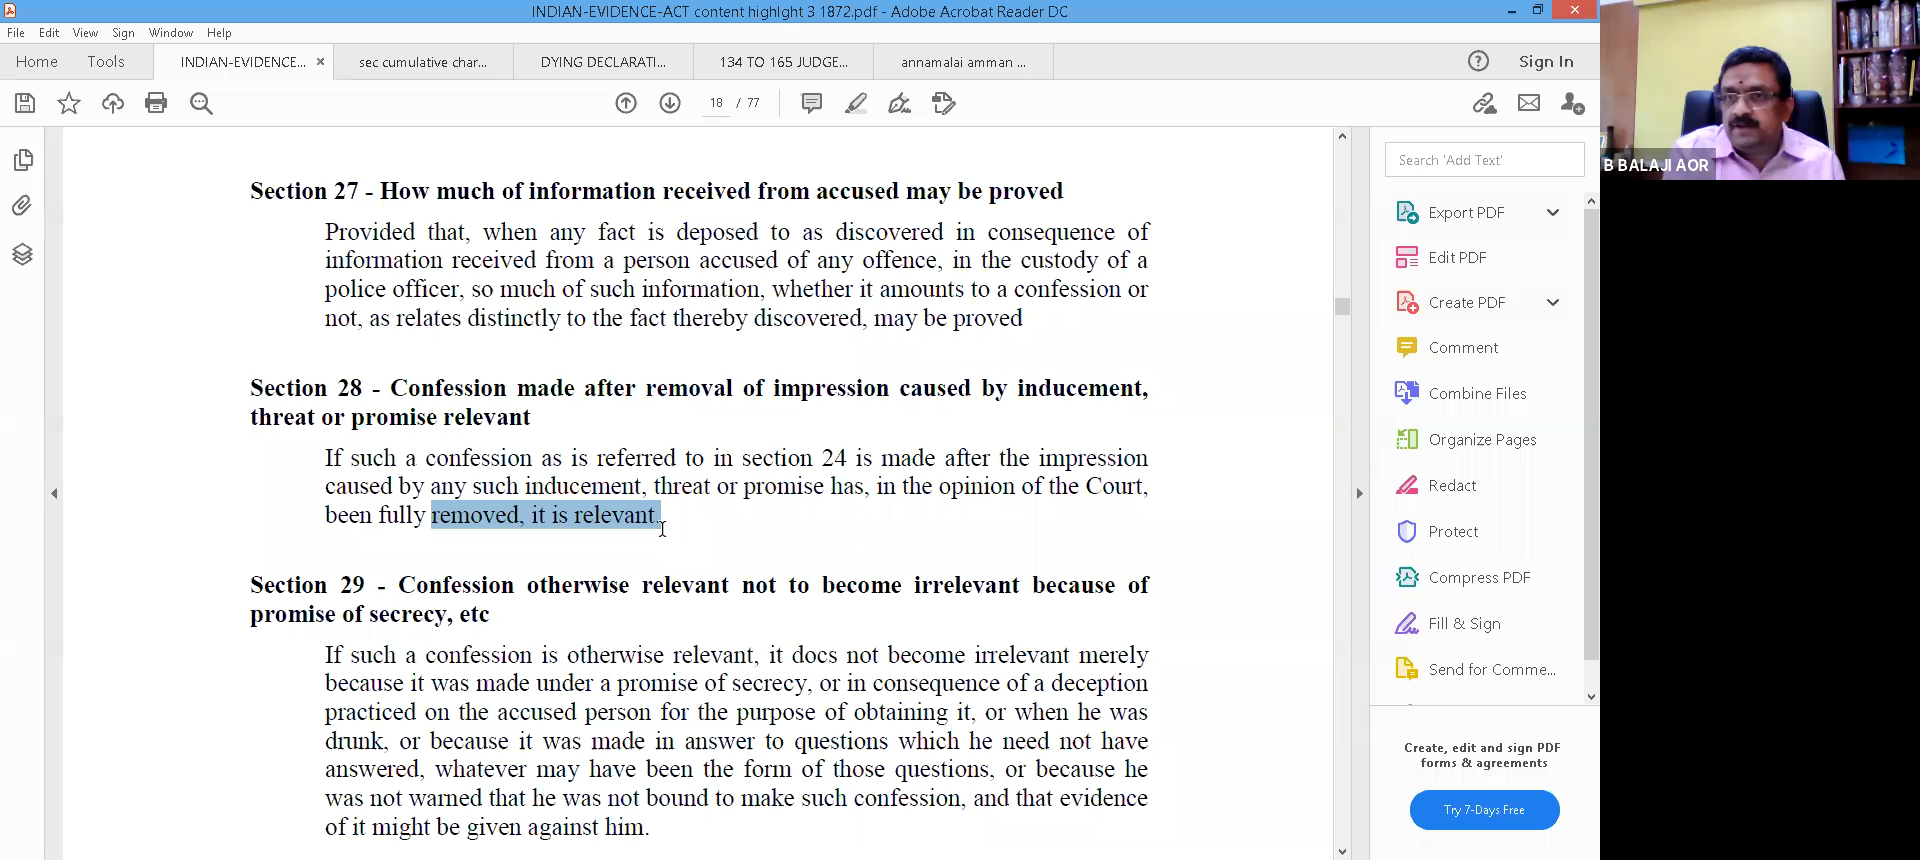 INDIAN-EVIDENCE-ACT content highlght 3 1872.pdf - Adobe Acrobat Reader DC
File Edit View Sign Window Help
Home Tools INDIAN-EVIDENCE... × sec cumulative char... DYING DECLARATI... 134 TO 165 JUDGE... annamalai amman ... Sign In
18 / 77
B BALAJI AOR
Section 27 - How much of information received from accused may be proved
Provided that, when any fact is deposed to as discovered in consequence of
information received from a person accused of any offence, in the custody of a
police officer, so much of such information, whether it amounts to a confession or
not, as relates distinctly to the fact thereby discovered, may be proved
Section 28 - Confession made after removal of impression caused by inducement,
threat or promise relevant
If such a confession as is referred to in section 24 is made after the impression
caused by any such inducement, threat or promise has, in the opinion of the Court,
been fully removed, it is relevant.
Section 29 - Confession otherwise relevant not to become irrelevant because of
promise of secrecy, etc
If such a confession is otherwise relevant, it docs not become irrelevant merely
because it was made under a promise of secrecy, or in consequence of a deception
practiced on the accused person for the purpose of obtaining it, or when he was
drunk, or because it was made in answer to questions which he need not have
answered, whatever may have been the form of those questions, or because he
was not warned that he was not bound to make such confession, and that evidence
of it might be given against him.
Search 'Add Text'
Export PDF
Edit PDF
Create PDF
Comment
Combine Files
Organize Pages
Redact
Protect
Compress PDF
Fill & Sign
Send for Comme...
Create, edit and sign PDF
forms & agreements
Try 7-Days Free